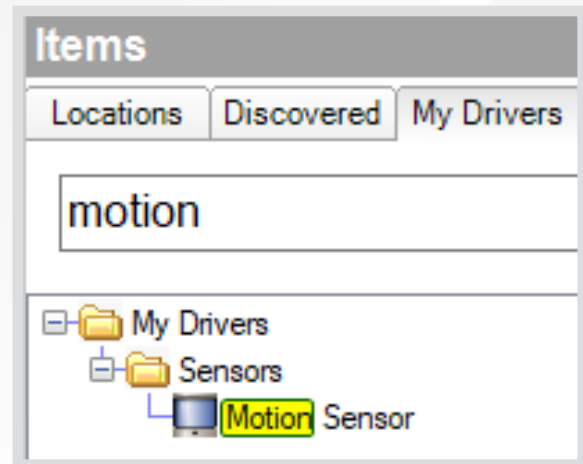 Items
Locations Discovered My Drivers
motion
My Drivers
Sensors
Motion Sensor